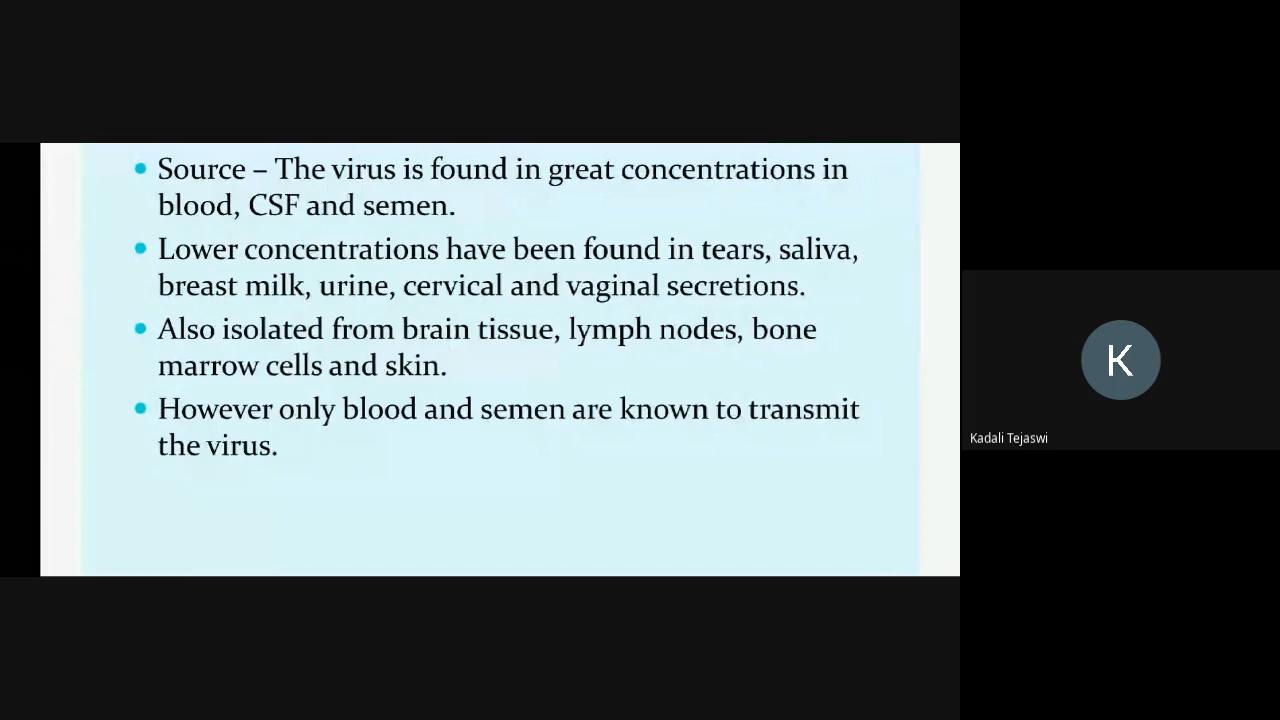 Source – The virus is found in great concentrations in
blood, CSF and semen.
Lower concentrations have been found in tears, saliva,
breast milk, urine, cervical and vaginal secretions.
Also isolated from brain tissue, lymph nodes, bone
marrow cells and skin.
However only blood and semen are known to transmit
the virus.
K
Kadali Tejaswi